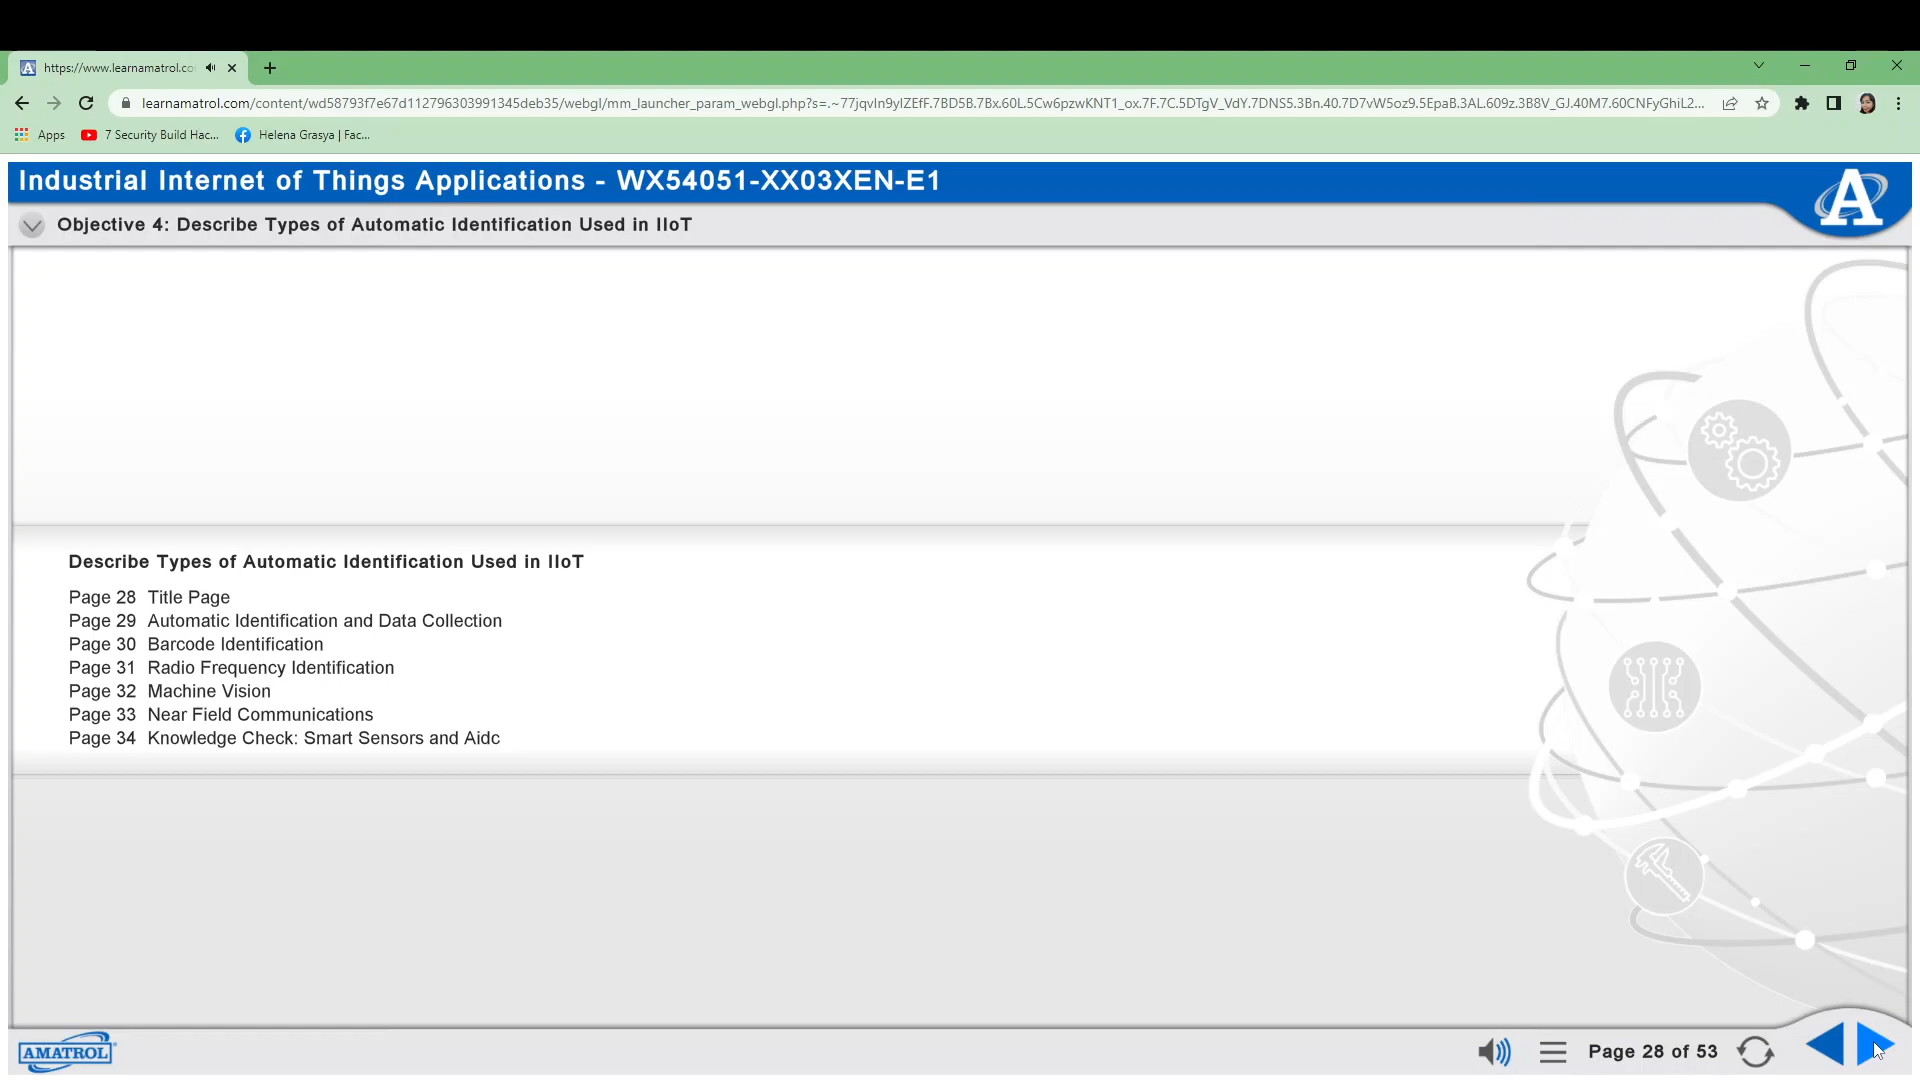 https://www.learnamatrol.co
learnamatrol.com/content/wd58793f7e67d112796303991345deb35/webgl/mm_launcher_param_webgl.php?s=.~77jqvIn9yIZEfF.7BD5B.7Bx.60L.5Cw6pzwKNT1_ox.7F.7C.5DTgV_VdY.7DNS5.3Bn.40.7D7vW5oz9.5EpaB.3AL.609z.3B8V_GJ.40M7.60CNFyGhiL2...
Apps 7 Security Build Hac... Helena Grasya | Fac...
Industrial Internet of Things Applications - WX54051-XX03XEN-E1
A
Objective 4: Describe Types of Automatic Identification Used in IIoT
Describe Types of Automatic Identification Used in IIoT
Page 28 Title Page
Page 29 Automatic Identification and Data Collection
Page 30 Barcode Identification
Page 31 Radio Frequency Identification
Page 32 Machine Vision
Page 33 Near Field Communications
Page 34 Knowledge Check: Smart Sensors and Aidc
AMATROL
Page 28 of 53